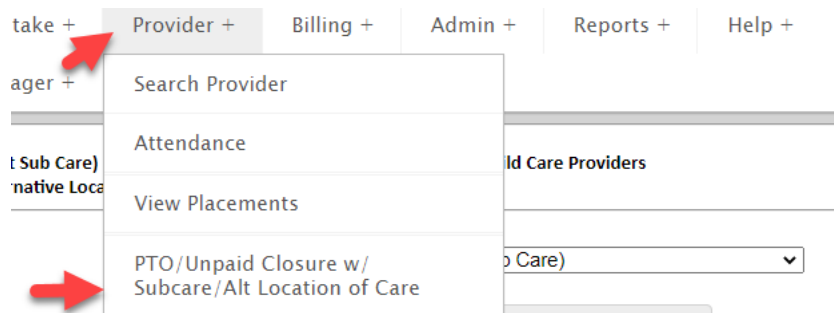 take + Provider + Billing + Admin + Reports + Help +
ager +
Search Provider
Attendance
t Sub Care) ld Care Providers
rnative Loca
View Placements
PTO/Unpaid Closure w/ Care)
Subcare/Alt Location of Care